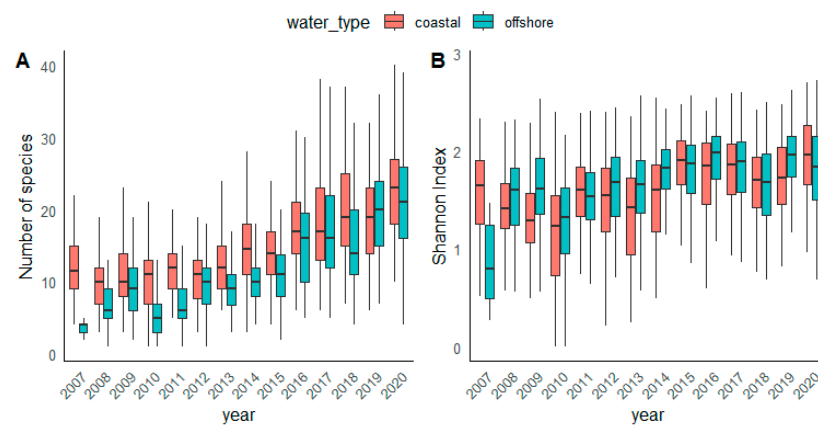 water_type coastal offshore
A
Number of species
40
30
20
10
0
2007 2008 2009 2010 2011 2012 2013 2014 2015 2016 2017 2018 2019 2020
year
B
Shannon Index
3
2
1
0
2007 2008 2009 2010 2011 2012 2013 2014 2015 2016 2017 2018 2019 2020
year